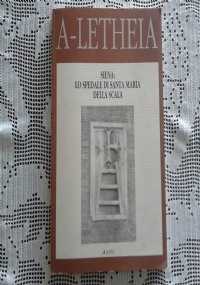 A-LETHEIA
SIENA:
LO SPEDALE DI SANTA MARIA
DELLA SCALA